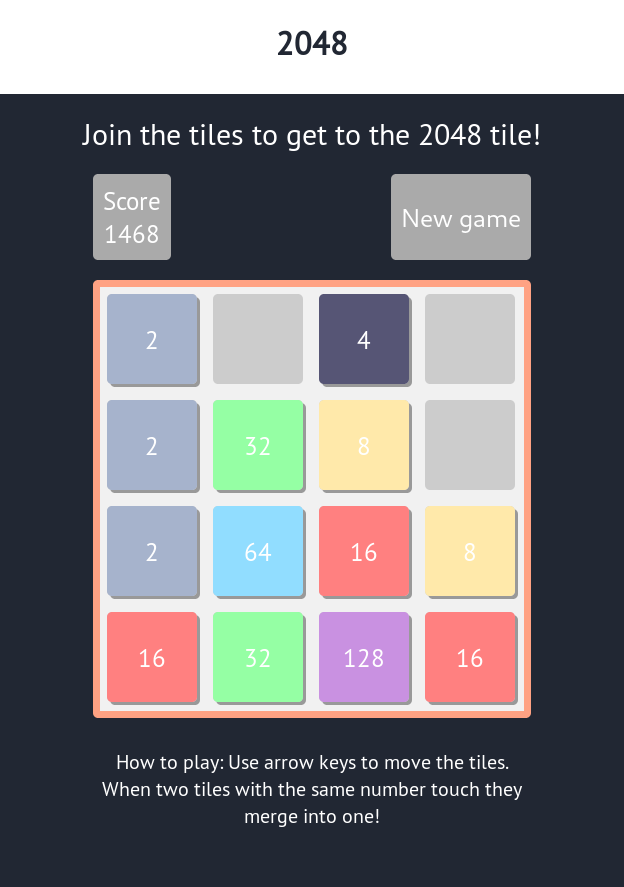 2048
Join the tiles to get to the 2048 tile!
Score
1468
New game
2 4
2 32 8
2 64 16 8
16 32 128 16
How to play: Use arrow keys to move the tiles.
When two tiles with the same number touch they
merge into one!